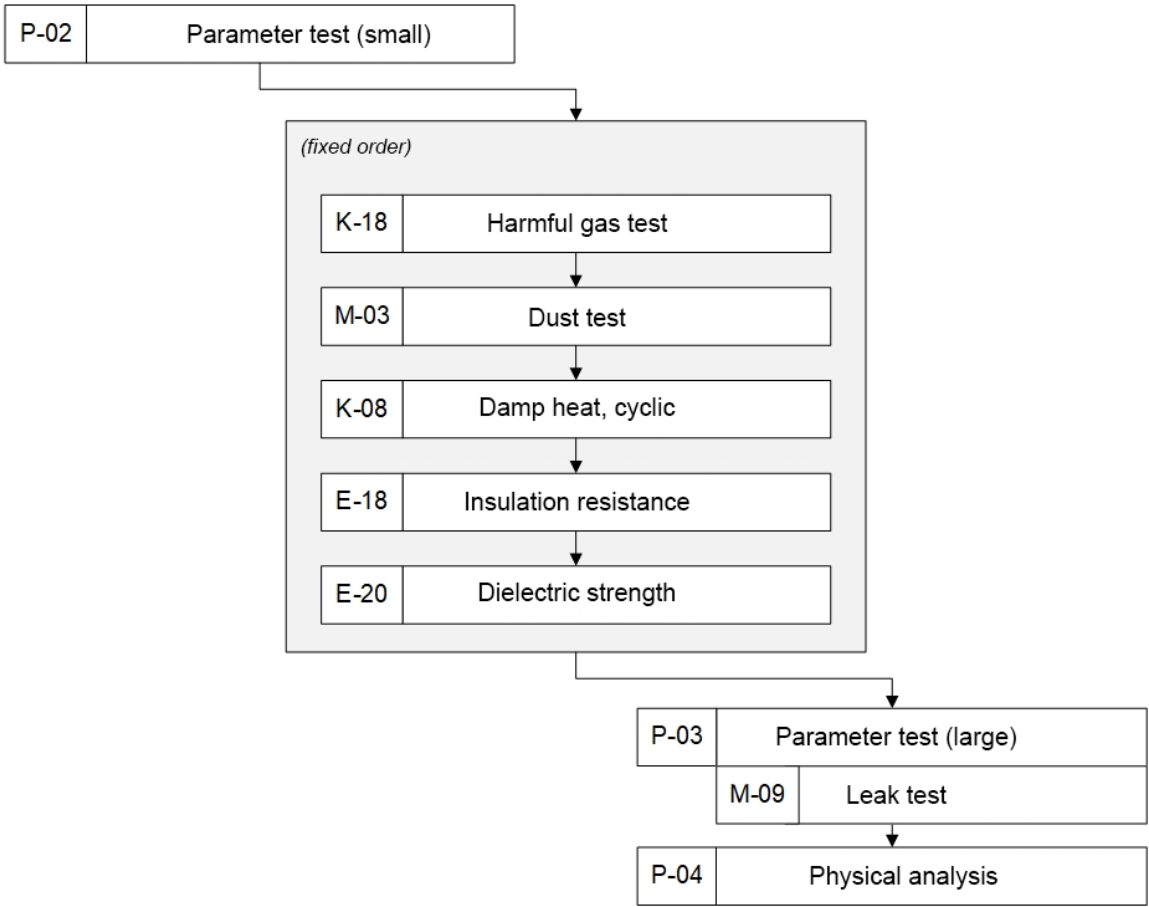 P-02 Parameter test (small)
(fixed order)
K-18 Harmful gas test
M-03 Dust test
K-08 Damp heat, cyclic
E-18 Insulation resistance
E-20 Dielectric strength
P-03 Parameter test (large)
M-09 Leak test
P-04 Physical analysis